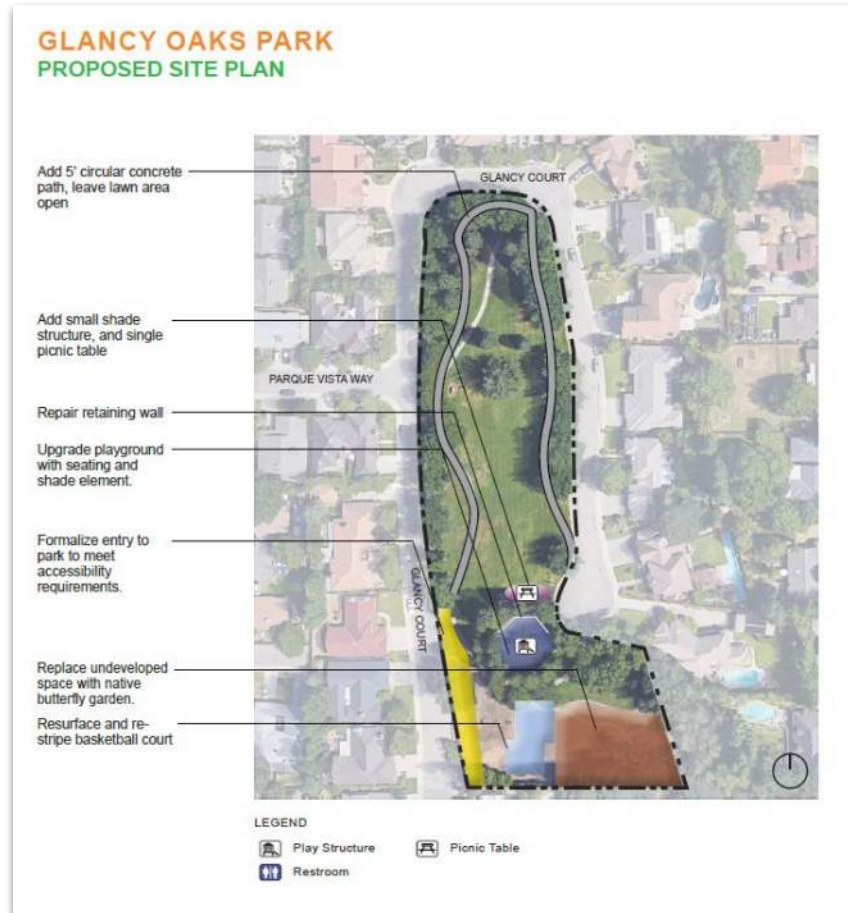 GLANCY OAKS PARK
PROPOSED SITE PLAN
Add 5' circular concrete
path, leave lawn area
open
GLANCY COURT
Add small shade
structure, and single
picnic table
PARQUE VISTA WAY
Repair retaining wall
Upgrade playground
with seating and
shade element.
Formalize entry to
park to meet
accessibility
requirements.
GLANCY COURT
Replace undeveloped
space with native
butterfly garden.
Resurface and re-
stripe basketball court
LEGEND
Play Structure
Picnic Table
Restroom